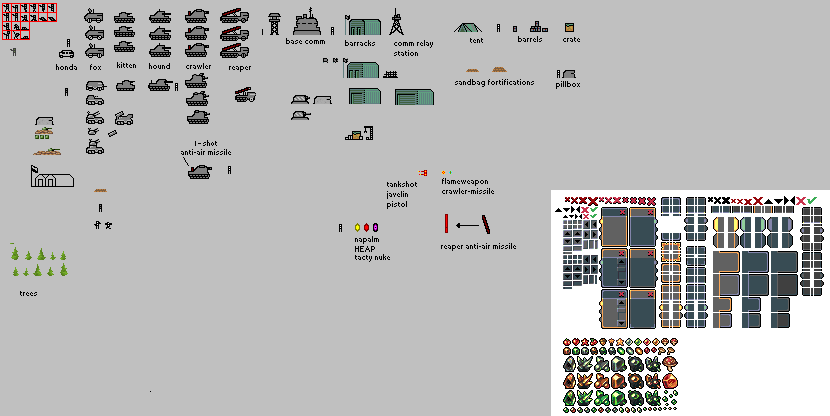 base comm
barracks
comm relay
station
tent
barrels
crate
honda
fox
kitten
hound
crawler
reaper
sandbag fortifications
pillbox
1-shot
anti-air missile
tankshot
javelin
pistol
flameweapon
crawler-missile
napalm
HEAP
tacty nuke
reaper anti-air missile
trees